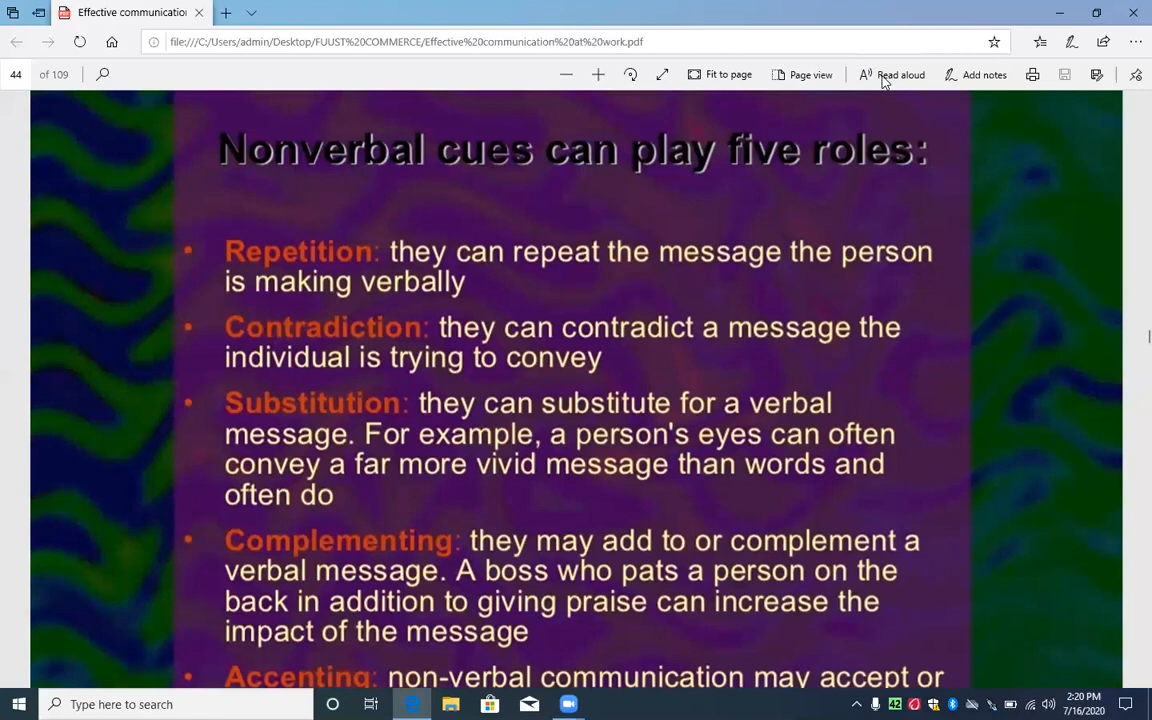 Effective communication
file:///C:/Users/admin/Desktop/FUUST%20COMMERCE/Effective%20communication%20at%20work.pdf
44 of 109 Fit to page Page view Read aloud Add notes
Nonverbal cues can play five roles:
• Repetition: they can repeat the message the person
is making verbally
• Contradiction: they can contradict a message the
individual is trying to convey
• Substitution: they can substitute for a verbal
message. For example, a person's eyes can often
convey a far more vivid message than words and
often do
• Complementing: they may add to or complement a
verbal message. A boss who pats a person on the
back in addition to giving praise can increase the
impact of the message
• Accenting: non-verbal communication may accept or
Type here to search
42
2:20 PM
7/16/2020